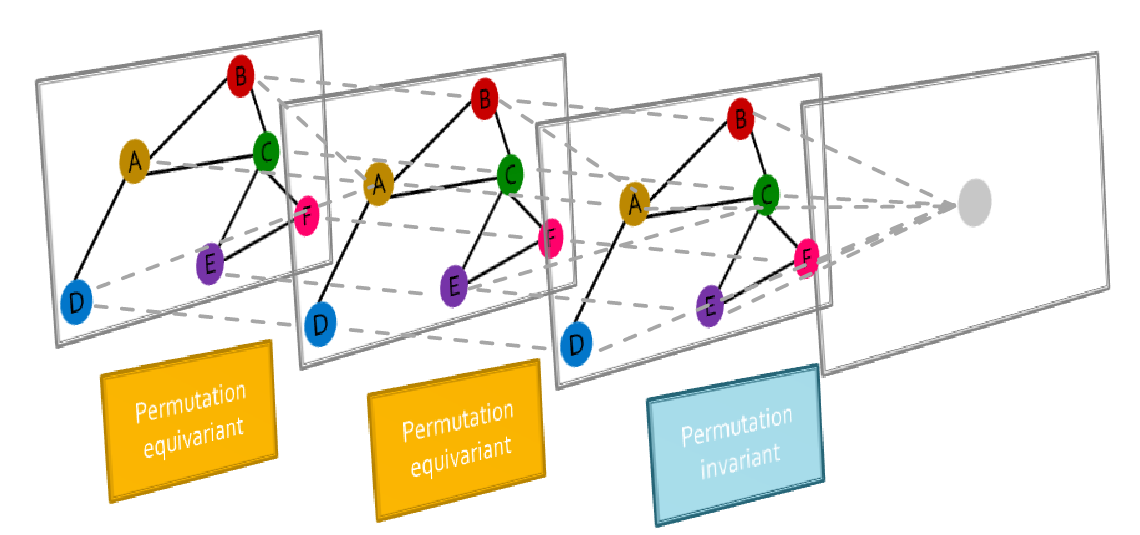 B
A
C
F
E
D
B
A
C
F
E
D
B
A
C
F
E
D
Permutation
equivariant
Permutation
equivariant
Permutation
invariant